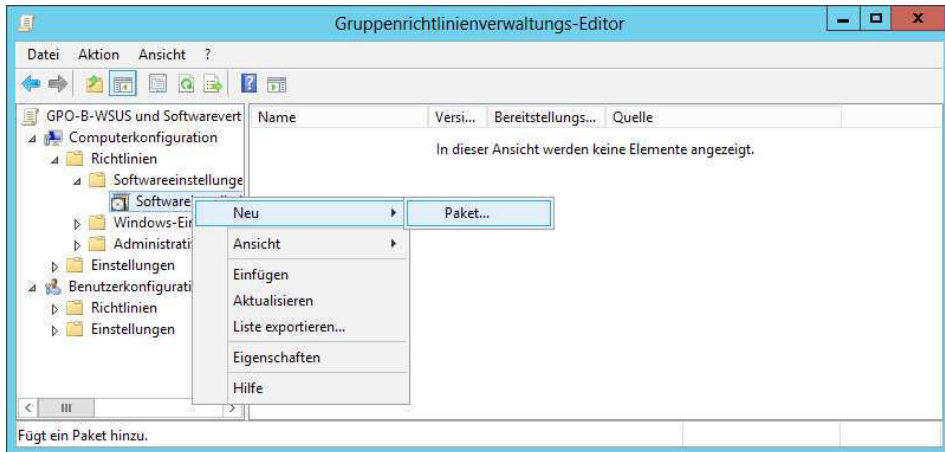 Gruppenrichtlinienverwaltungs-Editor
Datei Aktion Ansicht ?
GPO-B-WSUS und Softwarevert
Name Versi... Bereitstellungs... Quelle
Computerkonfiguration
In dieser Ansicht werden keine Elemente angezeigt.
Richtlinien
Softwareeinstellunge
Software
Neu
Paket...
Windows-Ei
Ansicht
Administrati
Einstellungen
Einfügen
Benutzerkonfigurati
Aktualisieren
Richtlinien
Liste exportieren...
Einstellungen
Eigenschaften
Hilfe
Fügt ein Paket hinzu.